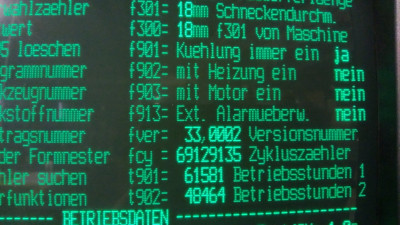 wahlzaehler f301= 18mm Schneckendurchm.
wert f300= 18mm f301 von Maschine
5 loeschen f901= Kuehlung immer ein ja
grammnummer f902= mit Heizung ein nein
kzeugnummer f903= mit Motor ein nein
kstoffnummer f913= Ext. Alarmueberw. nein
tragsnummer fver= 33,0002 Versionsnummer
der Formnester fcy = 69129135 Zykluszaehler
hler suchen t901= 61581 Betriebsstunden 1
rfunktionen t902= 48464 Betriebsstunden 2
------- BETRIEBSDATEN --------------------